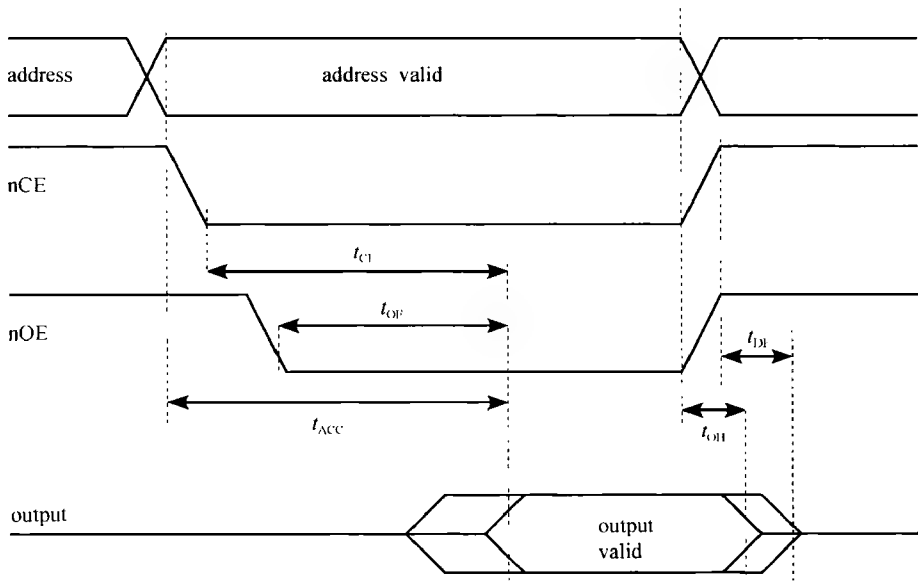 address
address valid
nCE
t_CE
nOE
t_OE
t_DF
t_ACC
t_OH
output
output
valid